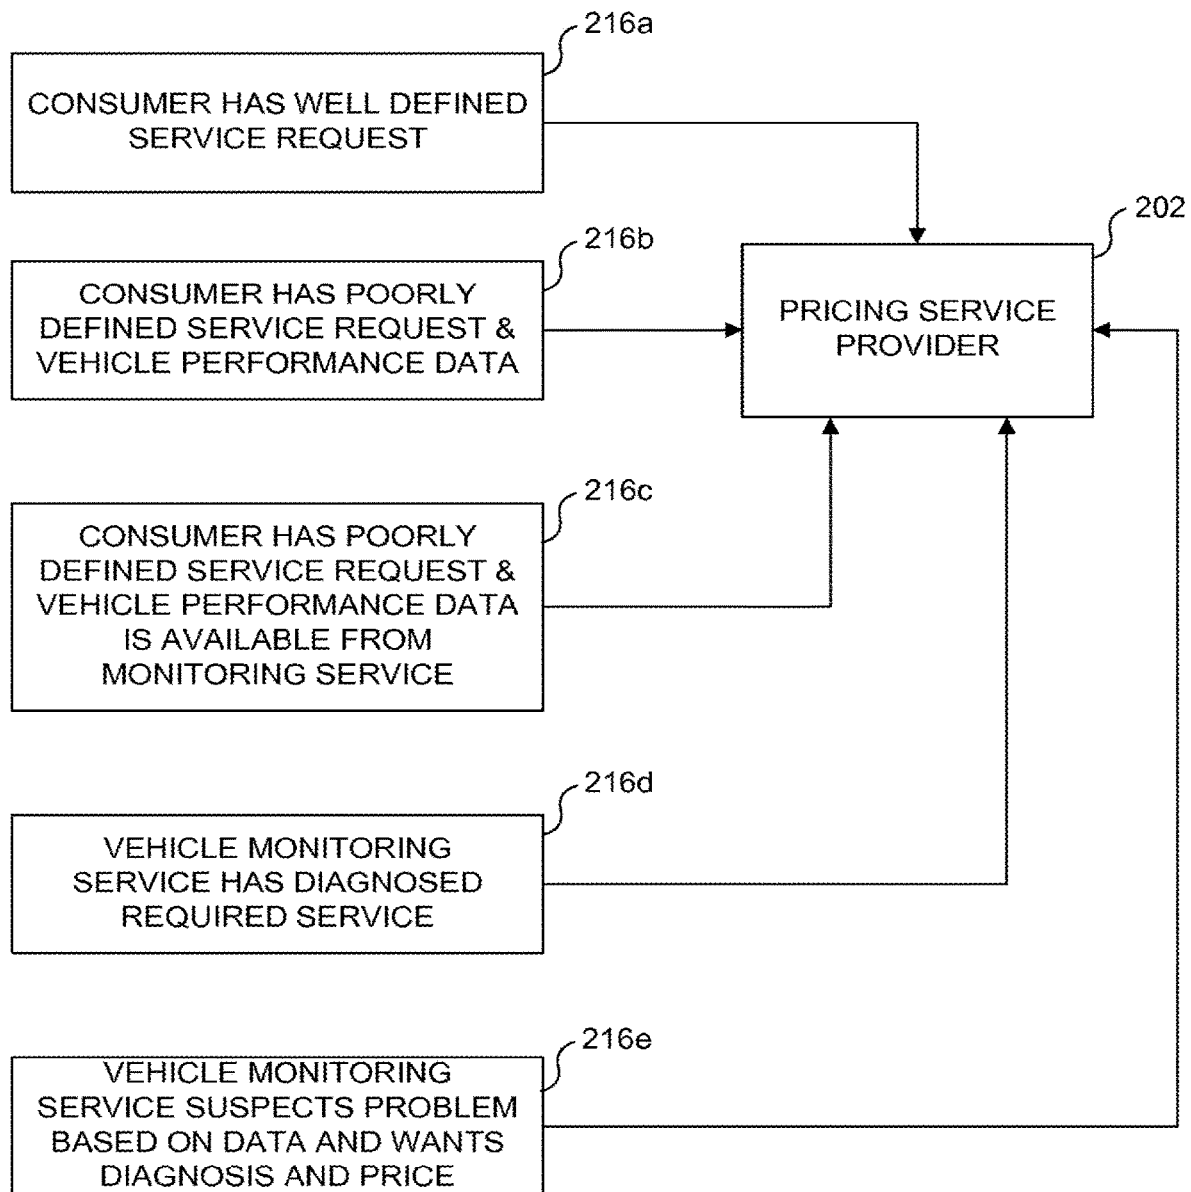 216a
CONSUMER HAS WELL DEFINED
SERVICE REQUEST
202
216b
CONSUMER HAS POORLY
DEFINED SERVICE REQUEST &
VEHICLE PERFORMANCE DATA
PRICING SERVICE
PROVIDER
216c
CONSUMER HAS POORLY
DEFINED SERVICE REQUEST &
VEHICLE PERFORMANCE DATA
IS AVAILABLE FROM
MONITORING SERVICE
216d
VEHICLE MONITORING
SERVICE HAS DIAGNOSED
REQUIRED SERVICE
216e
VEHICLE MONITORING
SERVICE SUSPECTS PROBLEM
BASED ON DATA AND WANTS
DIAGNOSIS AND PRICE